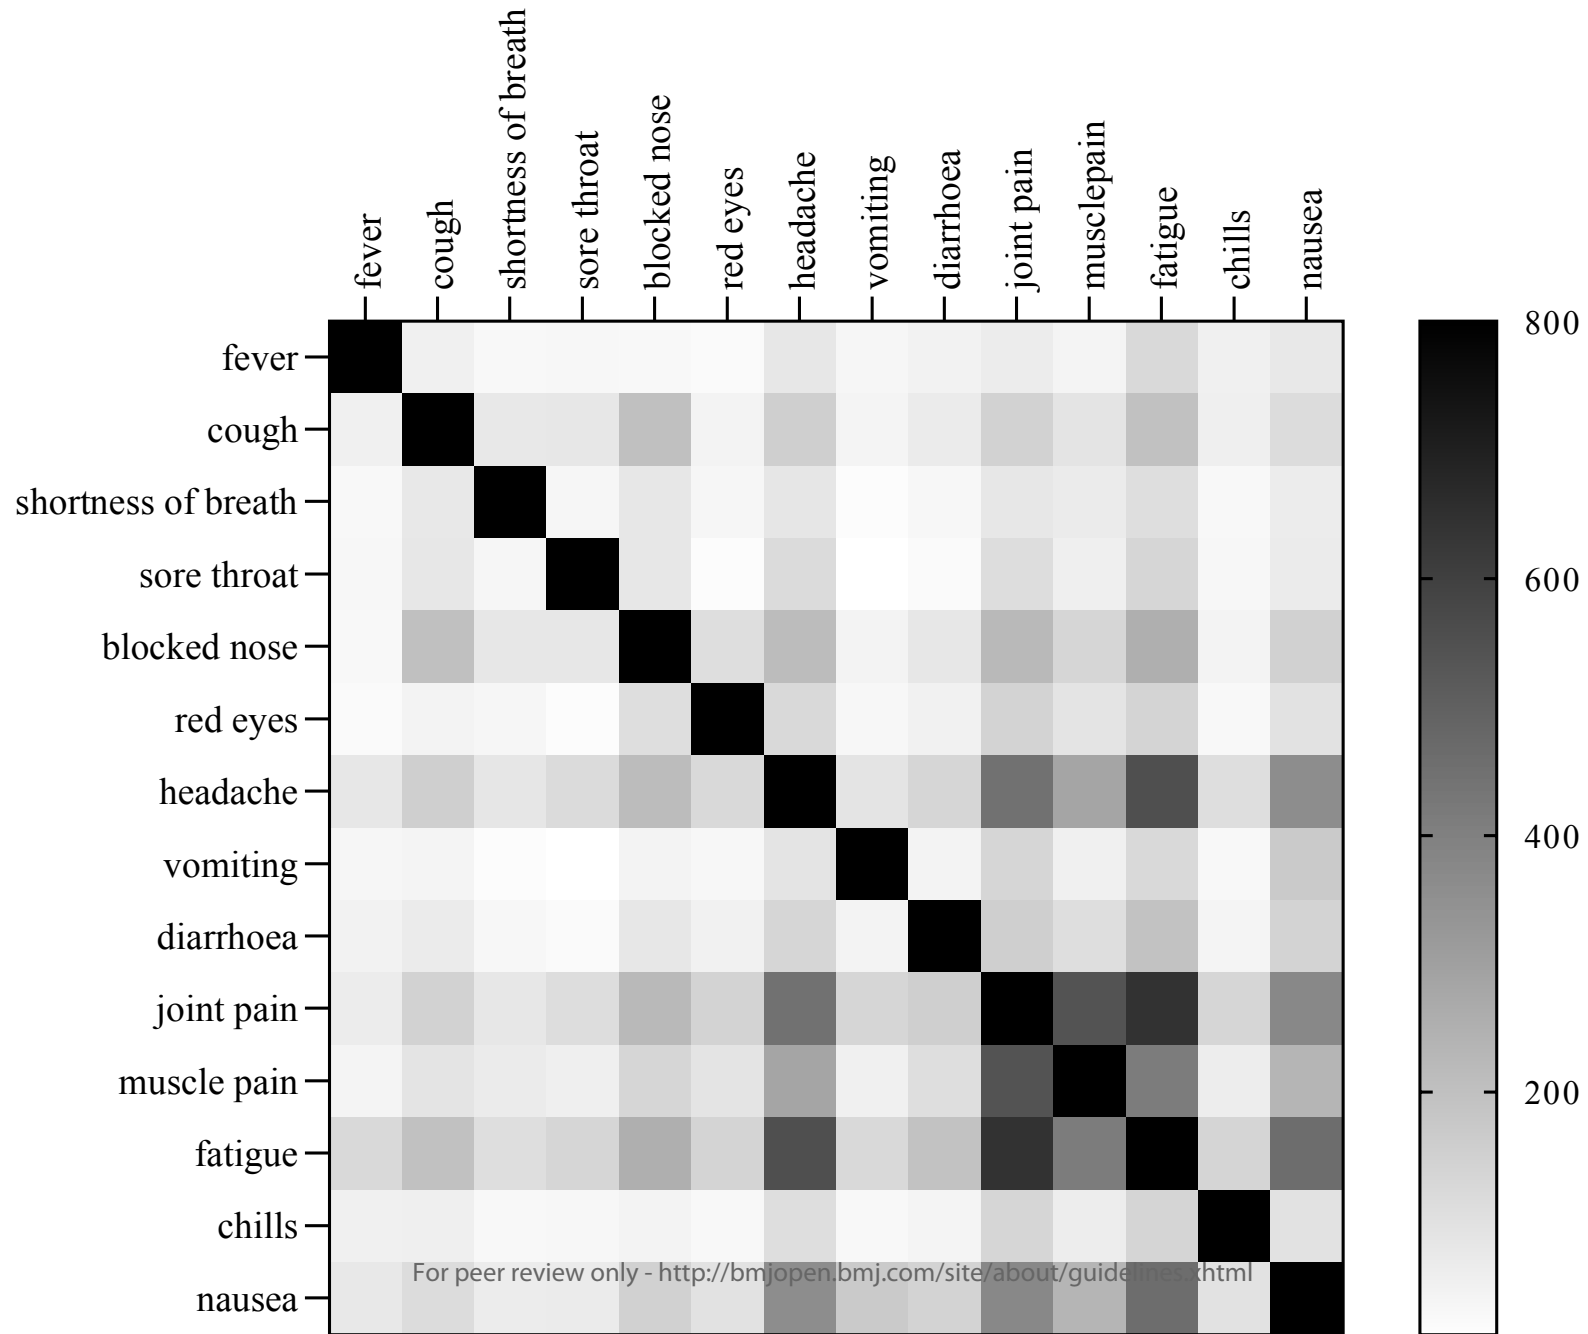 fever
cough
shortness of breath
sore throat
blocked nose
red eyes
headache
vomiting
diarrhoea
joint pain
musclepain
fatigue
chills
nausea
fever
cough
shortness of breath
sore throat
blocked nose
red eyes
headache
vomiting
diarrhoea
joint pain
muscle pain
fatigue
chills
nausea
800
600
400
200
For peer review only - http://bmjopen.bmj.com/site/about/guidelines.xhtml